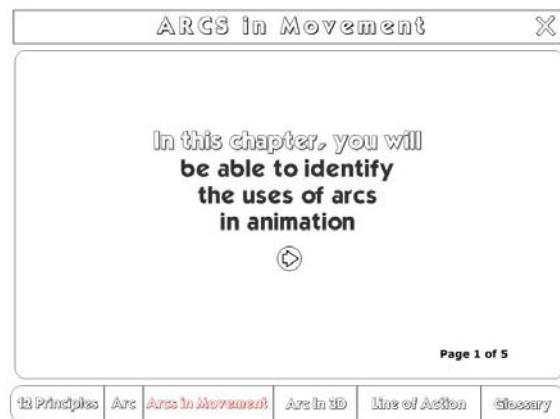 ARCS in Movement
In this chapter, you will
be able to identify
the uses of arcs
in animation
Page 1 of 5
12 Principles Arc Arcs in Movement Arc In 3D Line of Action Glossary